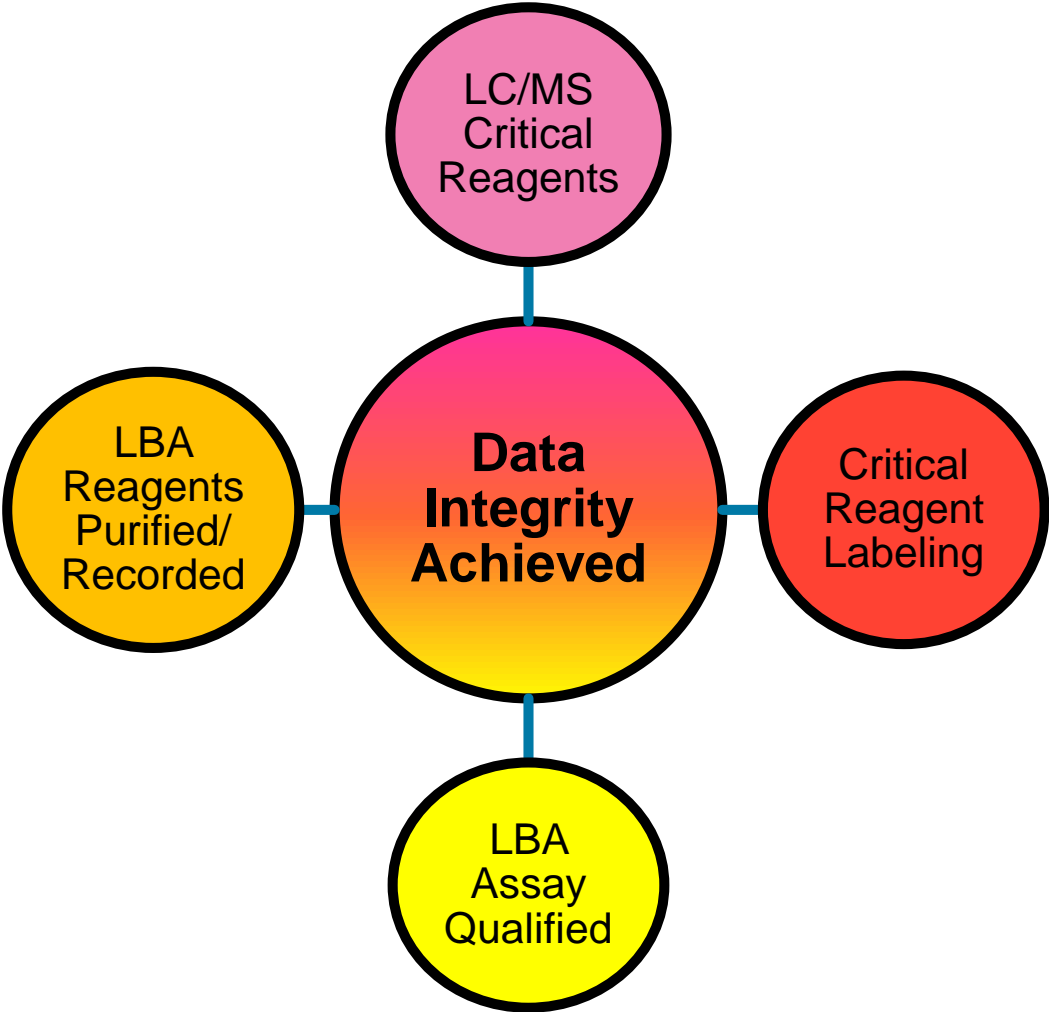 LC/MS
Critical
Reagents
LBA
Reagents
Purified/
Recorded
Data
Integrity
Achieved
Critical
Reagent
Labeling
LBA
Assay
Qualified